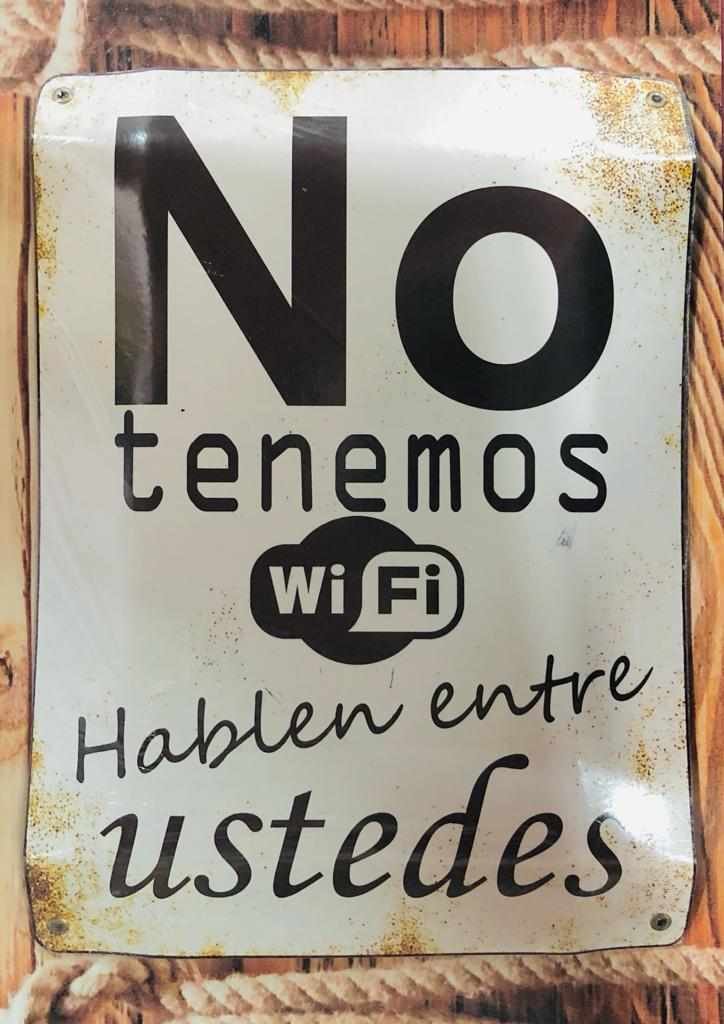 No
tenemos
WiFi
Hablen entre
ustedes